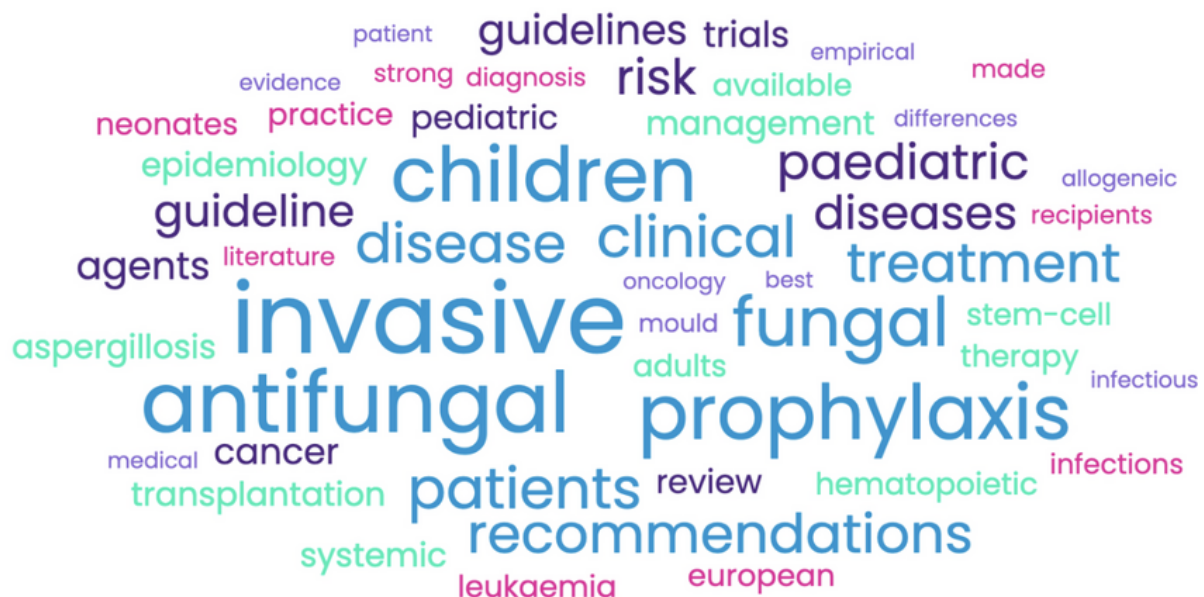 patient guidelines trials empirical
evidence strong diagnosis risk available made
neonates practice pediatric management differences
epidemiology children paediatric allogeneic
guideline disease clinical diseases recipients
agents literature oncology best treatment
aspergillosis invasive mould fungal stem-cell
adults therapy infectious
antifungal prophylaxis
medical cancer infections
transplantation patients review hematopoietic
systemic recommendations
leukaemia european